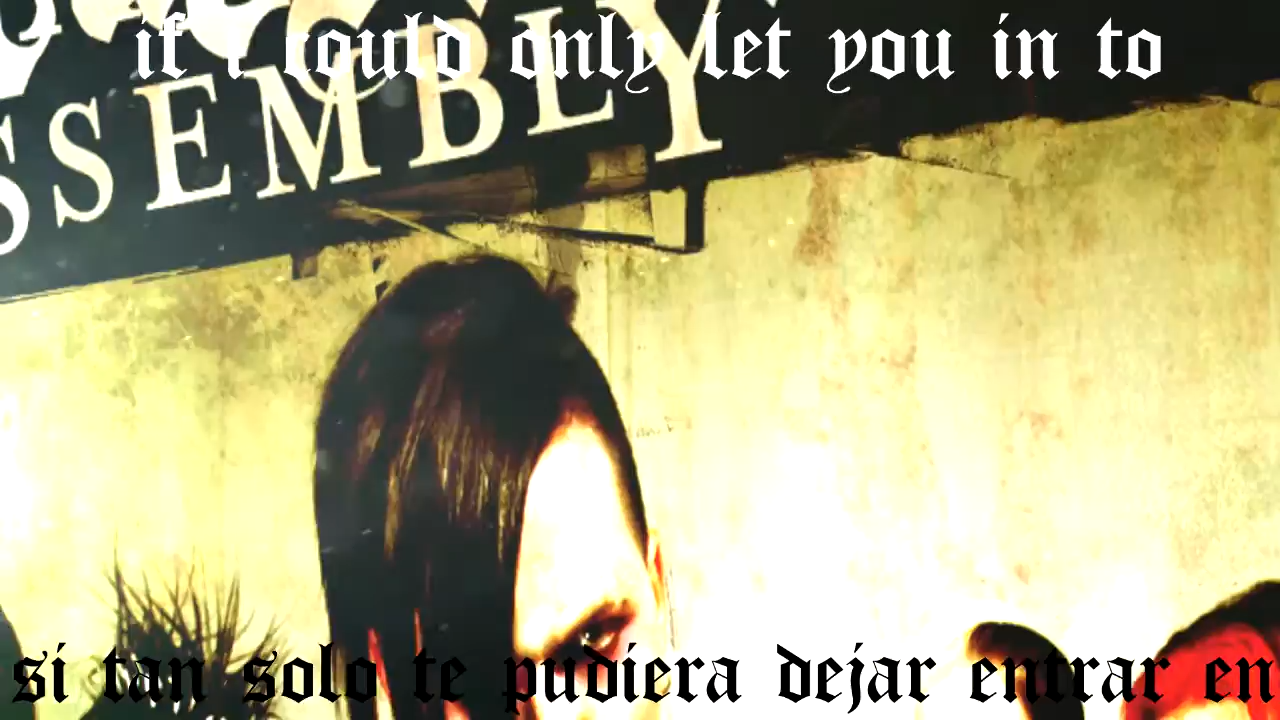 if i could only let you in to
SSEMBLY
si tan solo te pudiera dejar entrar en